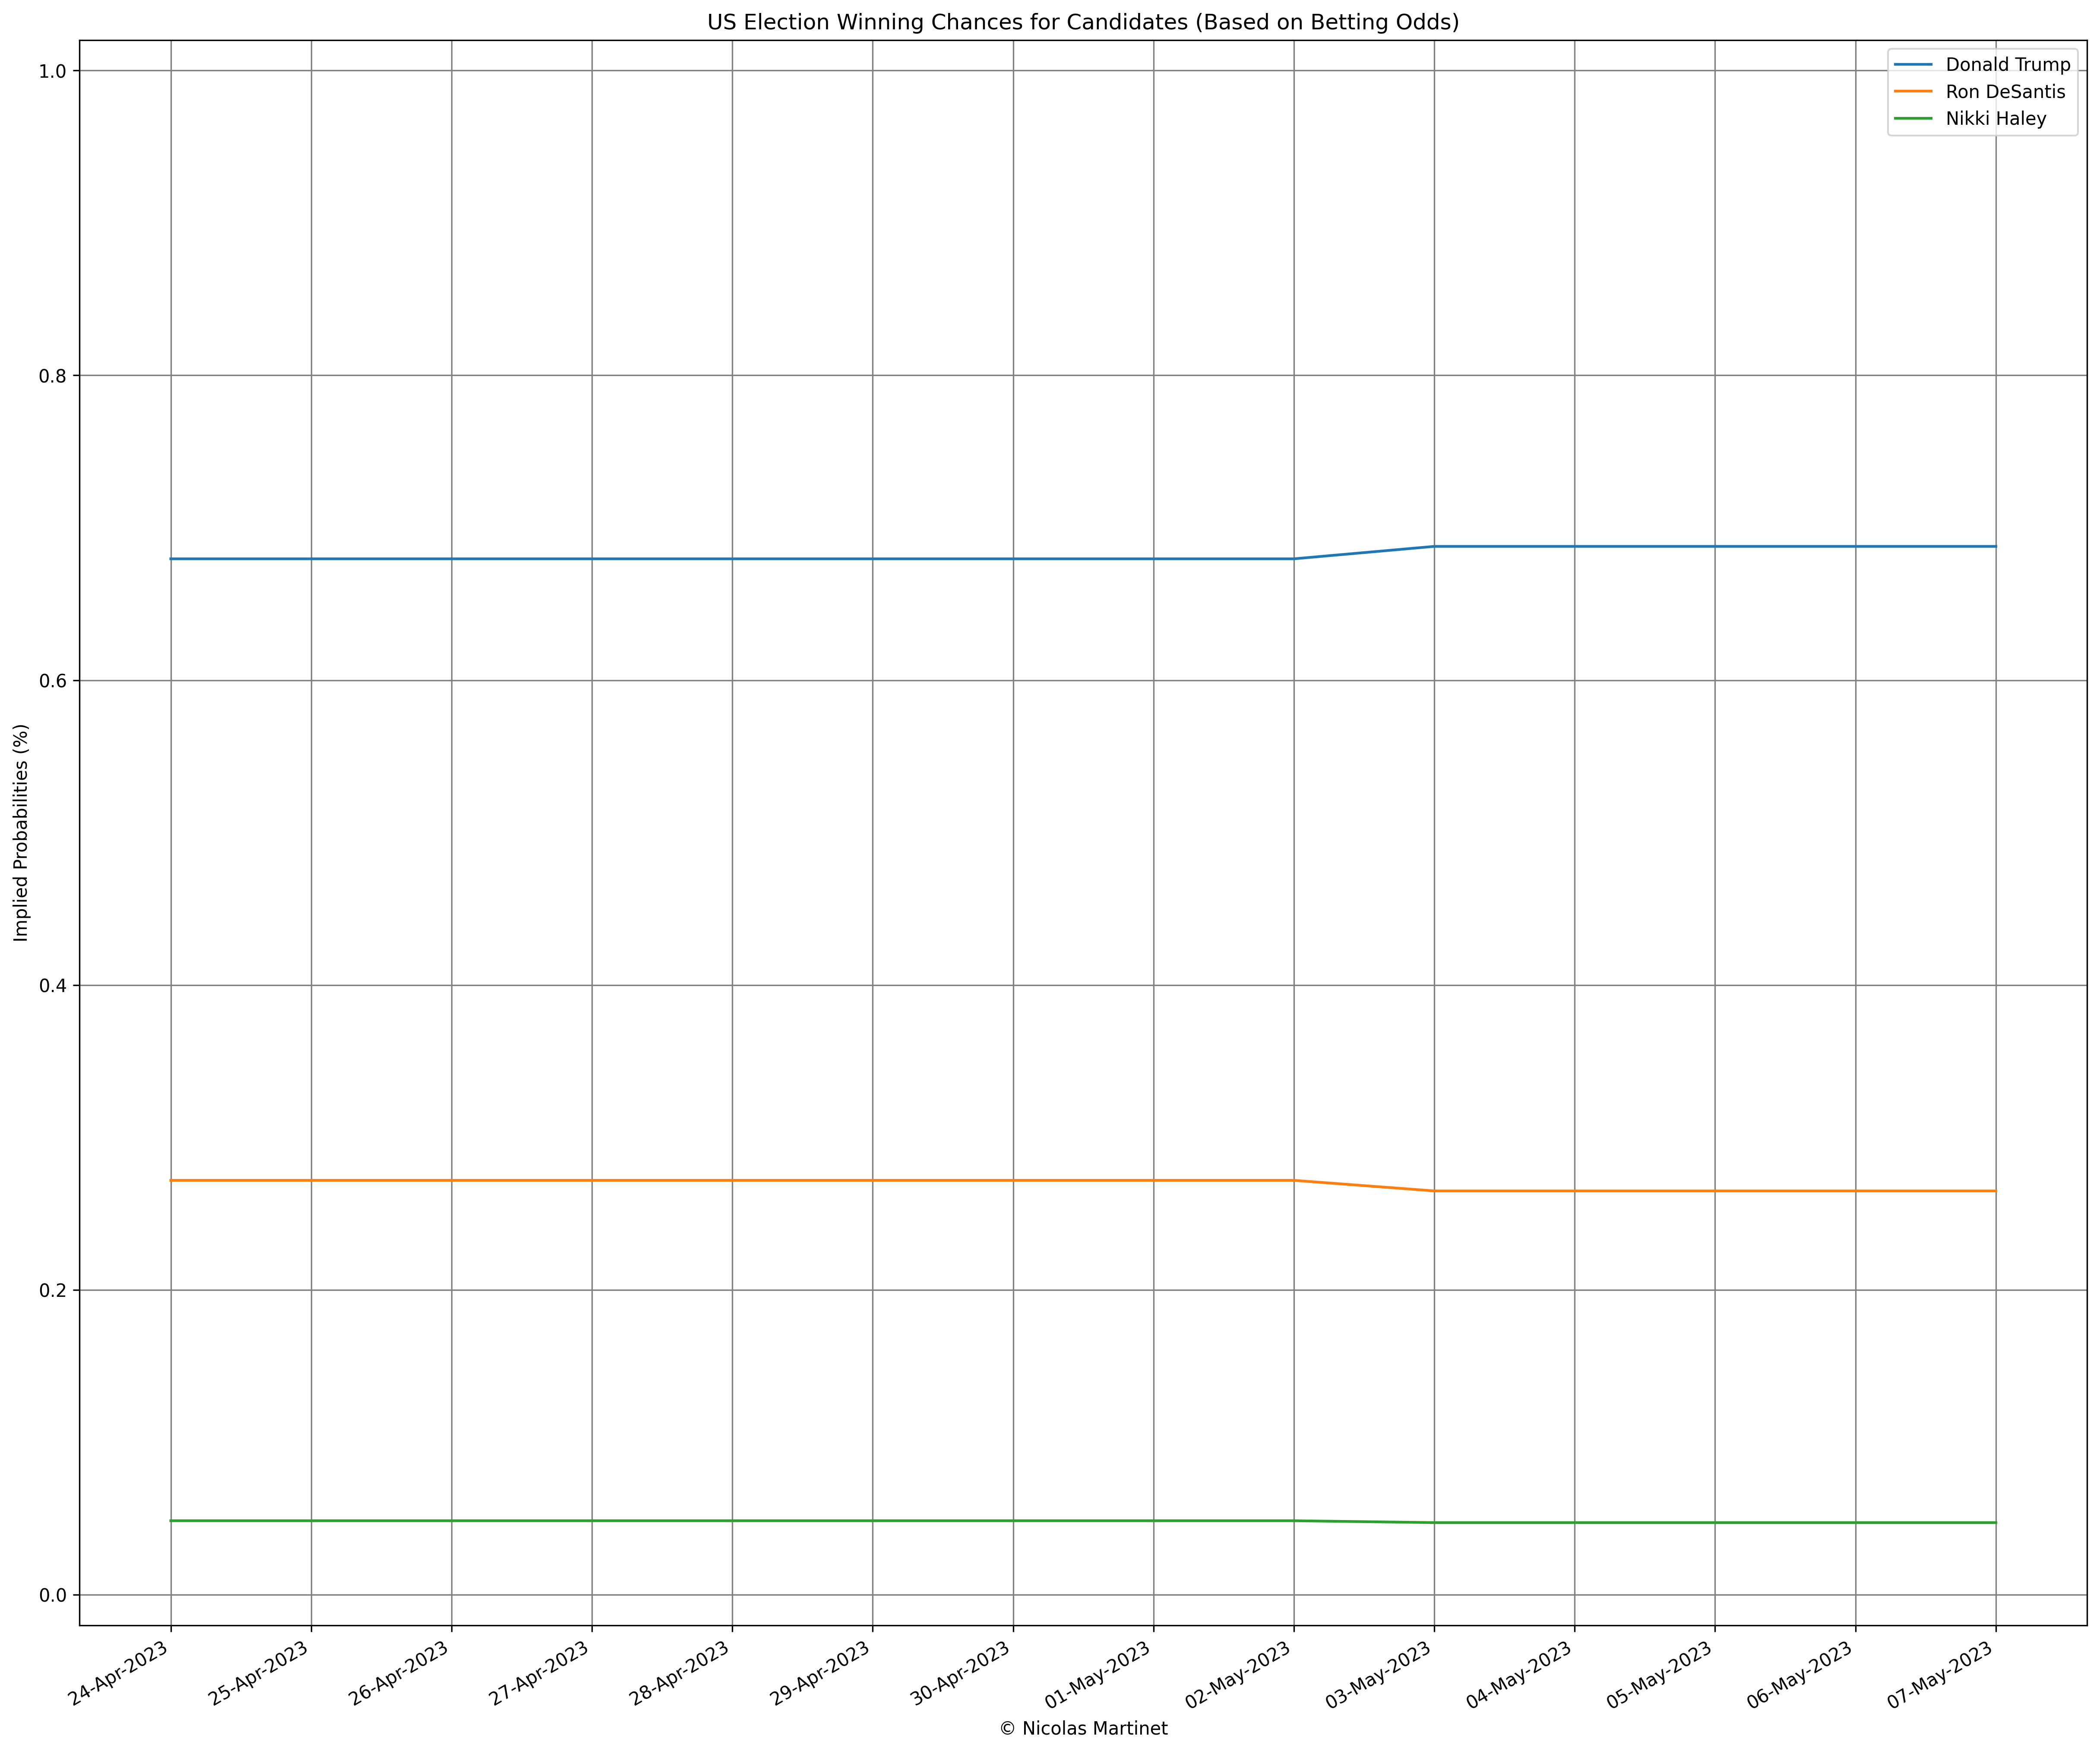 US Election Winning Chances for Candidates (Based on Betting Odds)
Donald Trump
Ron DeSantis
Nikki Haley
Implied Probabilities (%)
1.0
0.8
0.6
0.4
0.2
0.0
24-Apr-2023
25-Apr-2023
26-Apr-2023
27-Apr-2023
28-Apr-2023
29-Apr-2023
30-Apr-2023
01-May-2023
02-May-2023
03-May-2023
04-May-2023
05-May-2023
06-May-2023
07-May-2023
© Nicolas Martinet